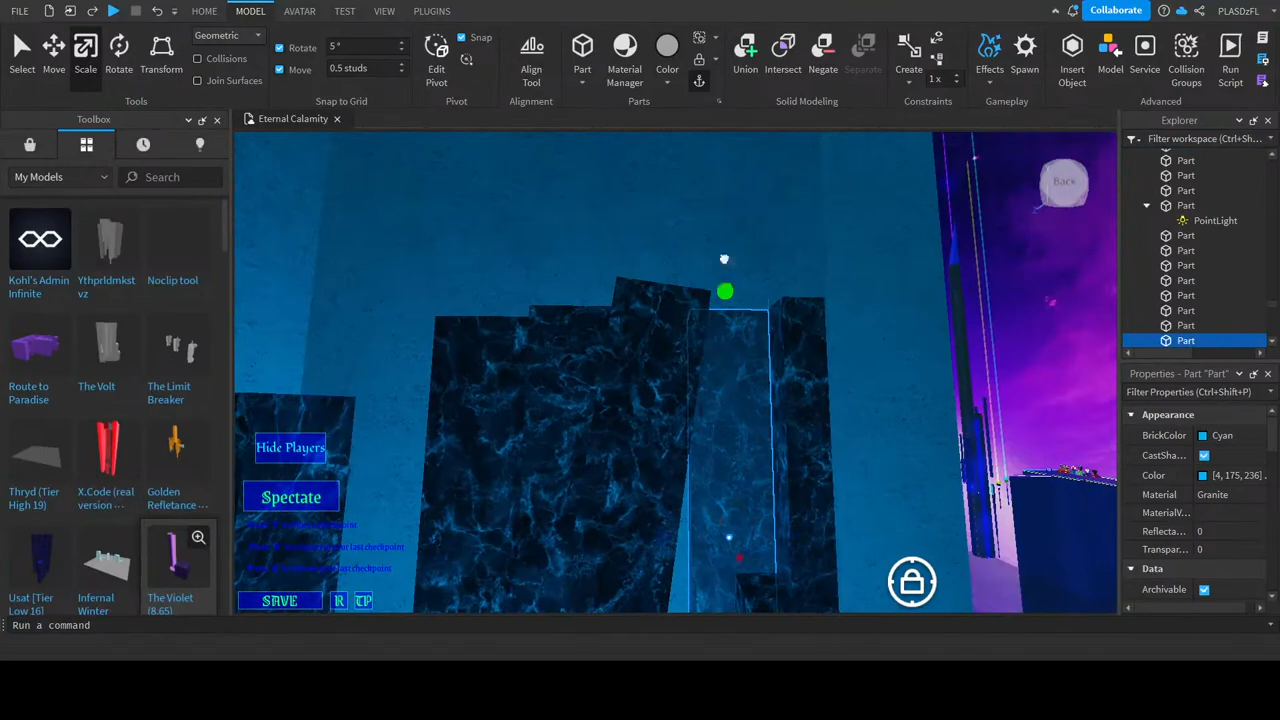 FILE HOME MODEL AVATAR TEST VIEW PLUGINS Collaborate PLASDzFL
Select Move Scale Rotate Transform
Geometric
Collisions
Join Surfaces
Rotate 5 °
Move 0.5 studs
Edit Pivot
Snap
Align Tool
Part Material Manager Color
Union Intersect Negate Separate
Create
1 x
Effects Spawn
Insert Object Model Service Collision Groups Run Script
Tools Snap to Grid Pivot Alignment Parts Solid Modeling Constraints Gameplay Advanced
Toolbox
Eternal Calamity
Explorer
Filter workspace (Ctrl+Sh...
My Models Search
Kohl's Admin Infinite
Ythprldmkst vz
Noclip tool
Route to Paradise
The Volt
The Limit Breaker
Thryd (Tier High 19)
X.Code (real version ...
Golden Refletance ...
Usat [Tier Low 16]
Infernal Winter
The Violet (8.65)
Back
Hide Players
Spectate
SAVE R TP
Part
Part
Part
Part
PointLight
Part
Part
Part
Part
Part
Part
Part
Part
Properties - Part "Part"
Filter Properties (Ctrl+Shift+P)
Appearance
BrickColor Cyan
CastSha...
Color [4, 175, 236]
Material Granite
MaterialV...
Reflecta... 0
Transpar... 0
Data
Archivable
Run a command